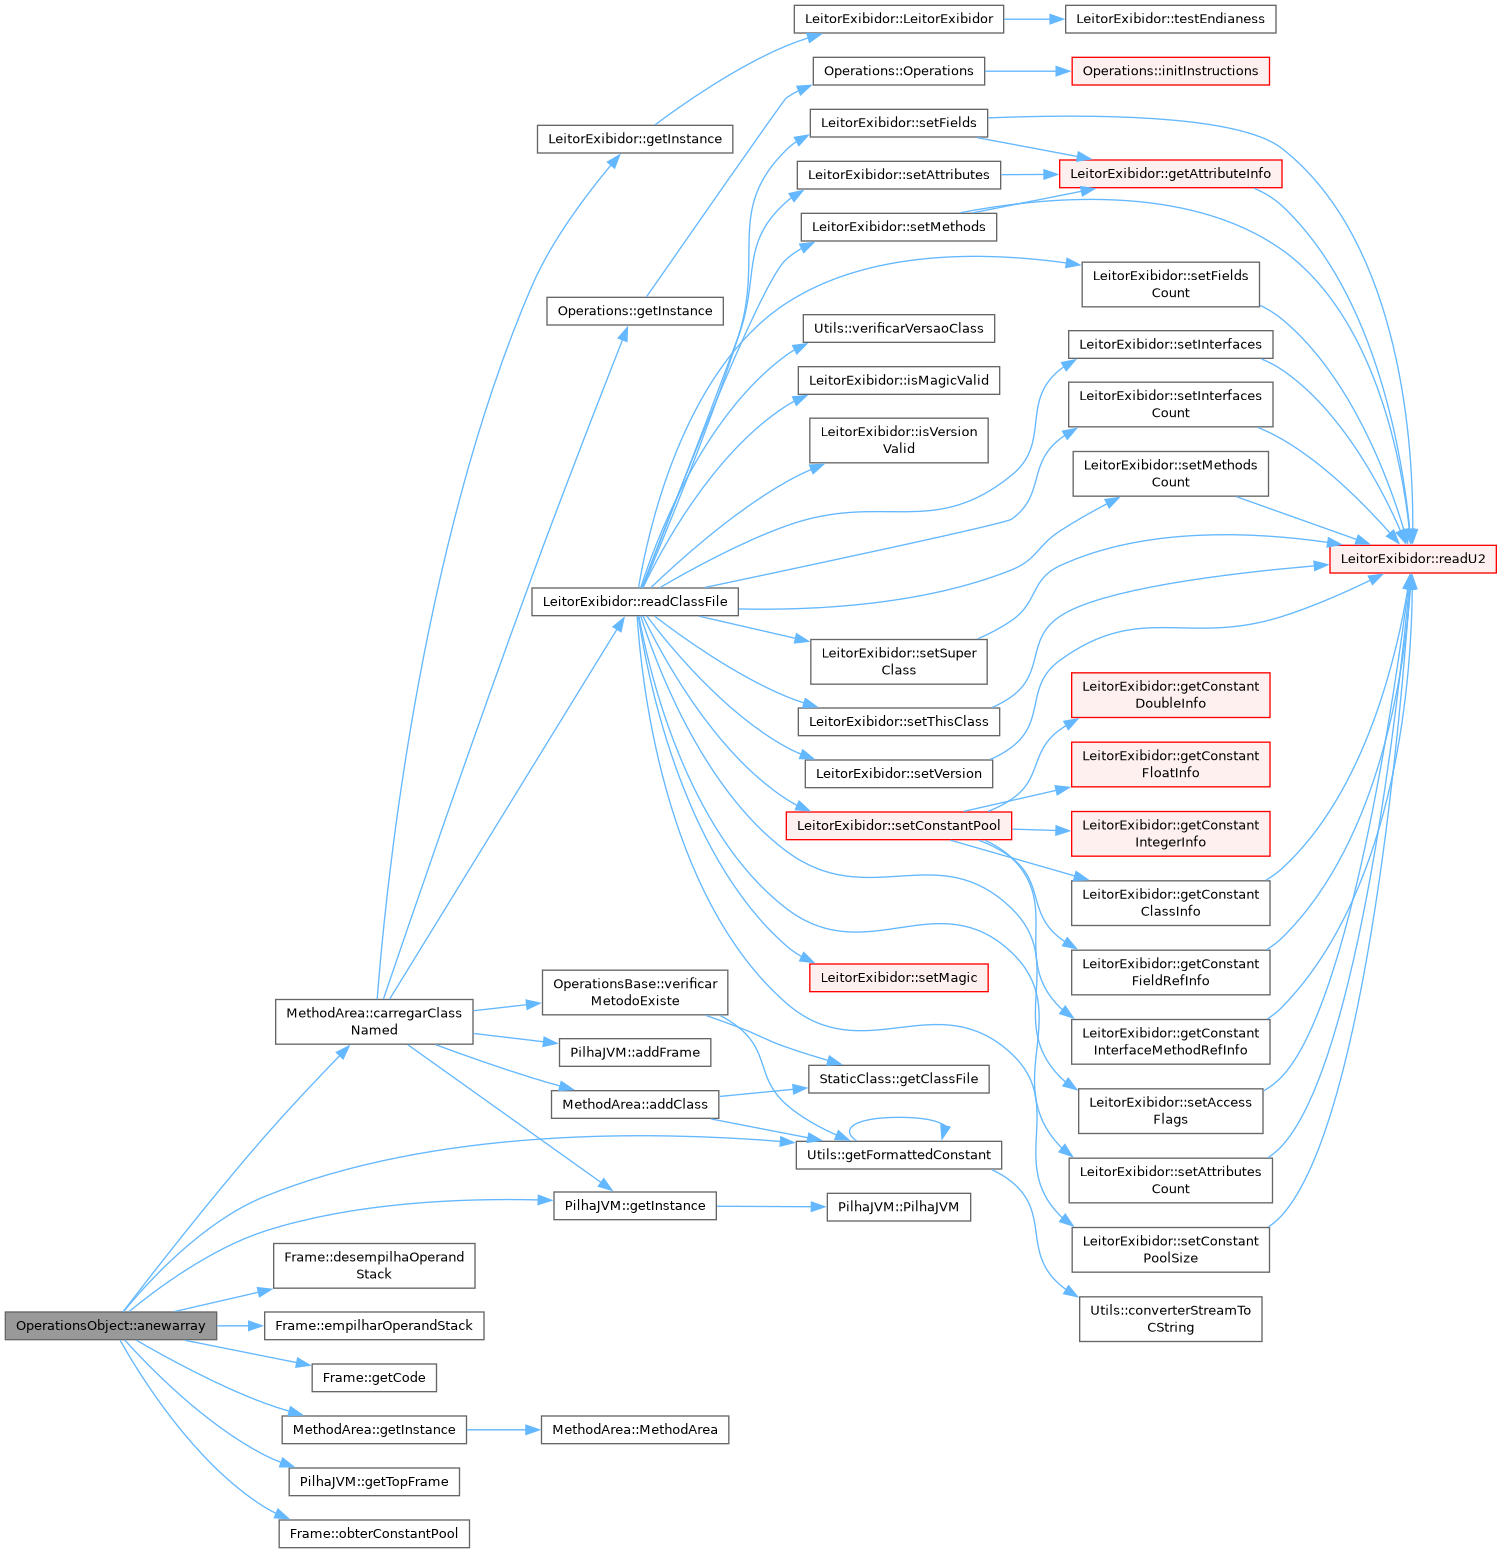 LeitorExibidor::LeitorExibidor
LeitorExibidor::testEndianess
Operations::Operations
Operations::initInstructions
LeitorExibidor::getInstance
LeitorExibidor::setFields
LeitorExibidor::setAttributes
LeitorExibidor::getAttributeInfo
LeitorExibidor::setMethods
LeitorExibidor::setFields
Count
Operations::getInstance
Utils::verificarVersaoClass
LeitorExibidor::setInterfaces
LeitorExibidor::isMagicValid
LeitorExibidor::setInterfaces
Count
LeitorExibidor::isVersion
Valid
LeitorExibidor::setMethods
Count
LeitorExibidor::readU2
LeitorExibidor::readClassFile
LeitorExibidor::setSuper
Class
LeitorExibidor::getConstant
DoubleInfo
LeitorExibidor::setThisClass
LeitorExibidor::setVersion
LeitorExibidor::getConstant
FloatInfo
LeitorExibidor::setConstantPool
LeitorExibidor::getConstant
IntegerInfo
LeitorExibidor::getConstant
ClassInfo
LeitorExibidor::getConstant
FieldRefInfo
LeitorExibidor::setMagic
OperationsBase::verificar
MetodoExiste
MethodArea::carregarClass
Named
LeitorExibidor::getConstant
InterfaceMethodRefInfo
PilhaJVM::addFrame
StaticClass::getClassFile
MethodArea::addClass
LeitorExibidor::setAccess
Flags
Utils::getFormattedConstant
LeitorExibidor::setAttributes
Count
PilhaJVM::getInstance
PilhaJVM::PilhaJVM
LeitorExibidor::setConstant
PoolSize
Frame::desempilhaOperand
Stack
Utils::converterStreamTo
CString
OperationsObject::anewarray
Frame::empilharOperandStack
Frame::getCode
MethodArea::getInstance
MethodArea::MethodArea
PilhaJVM::getTopFrame
Frame::obterConstantPool